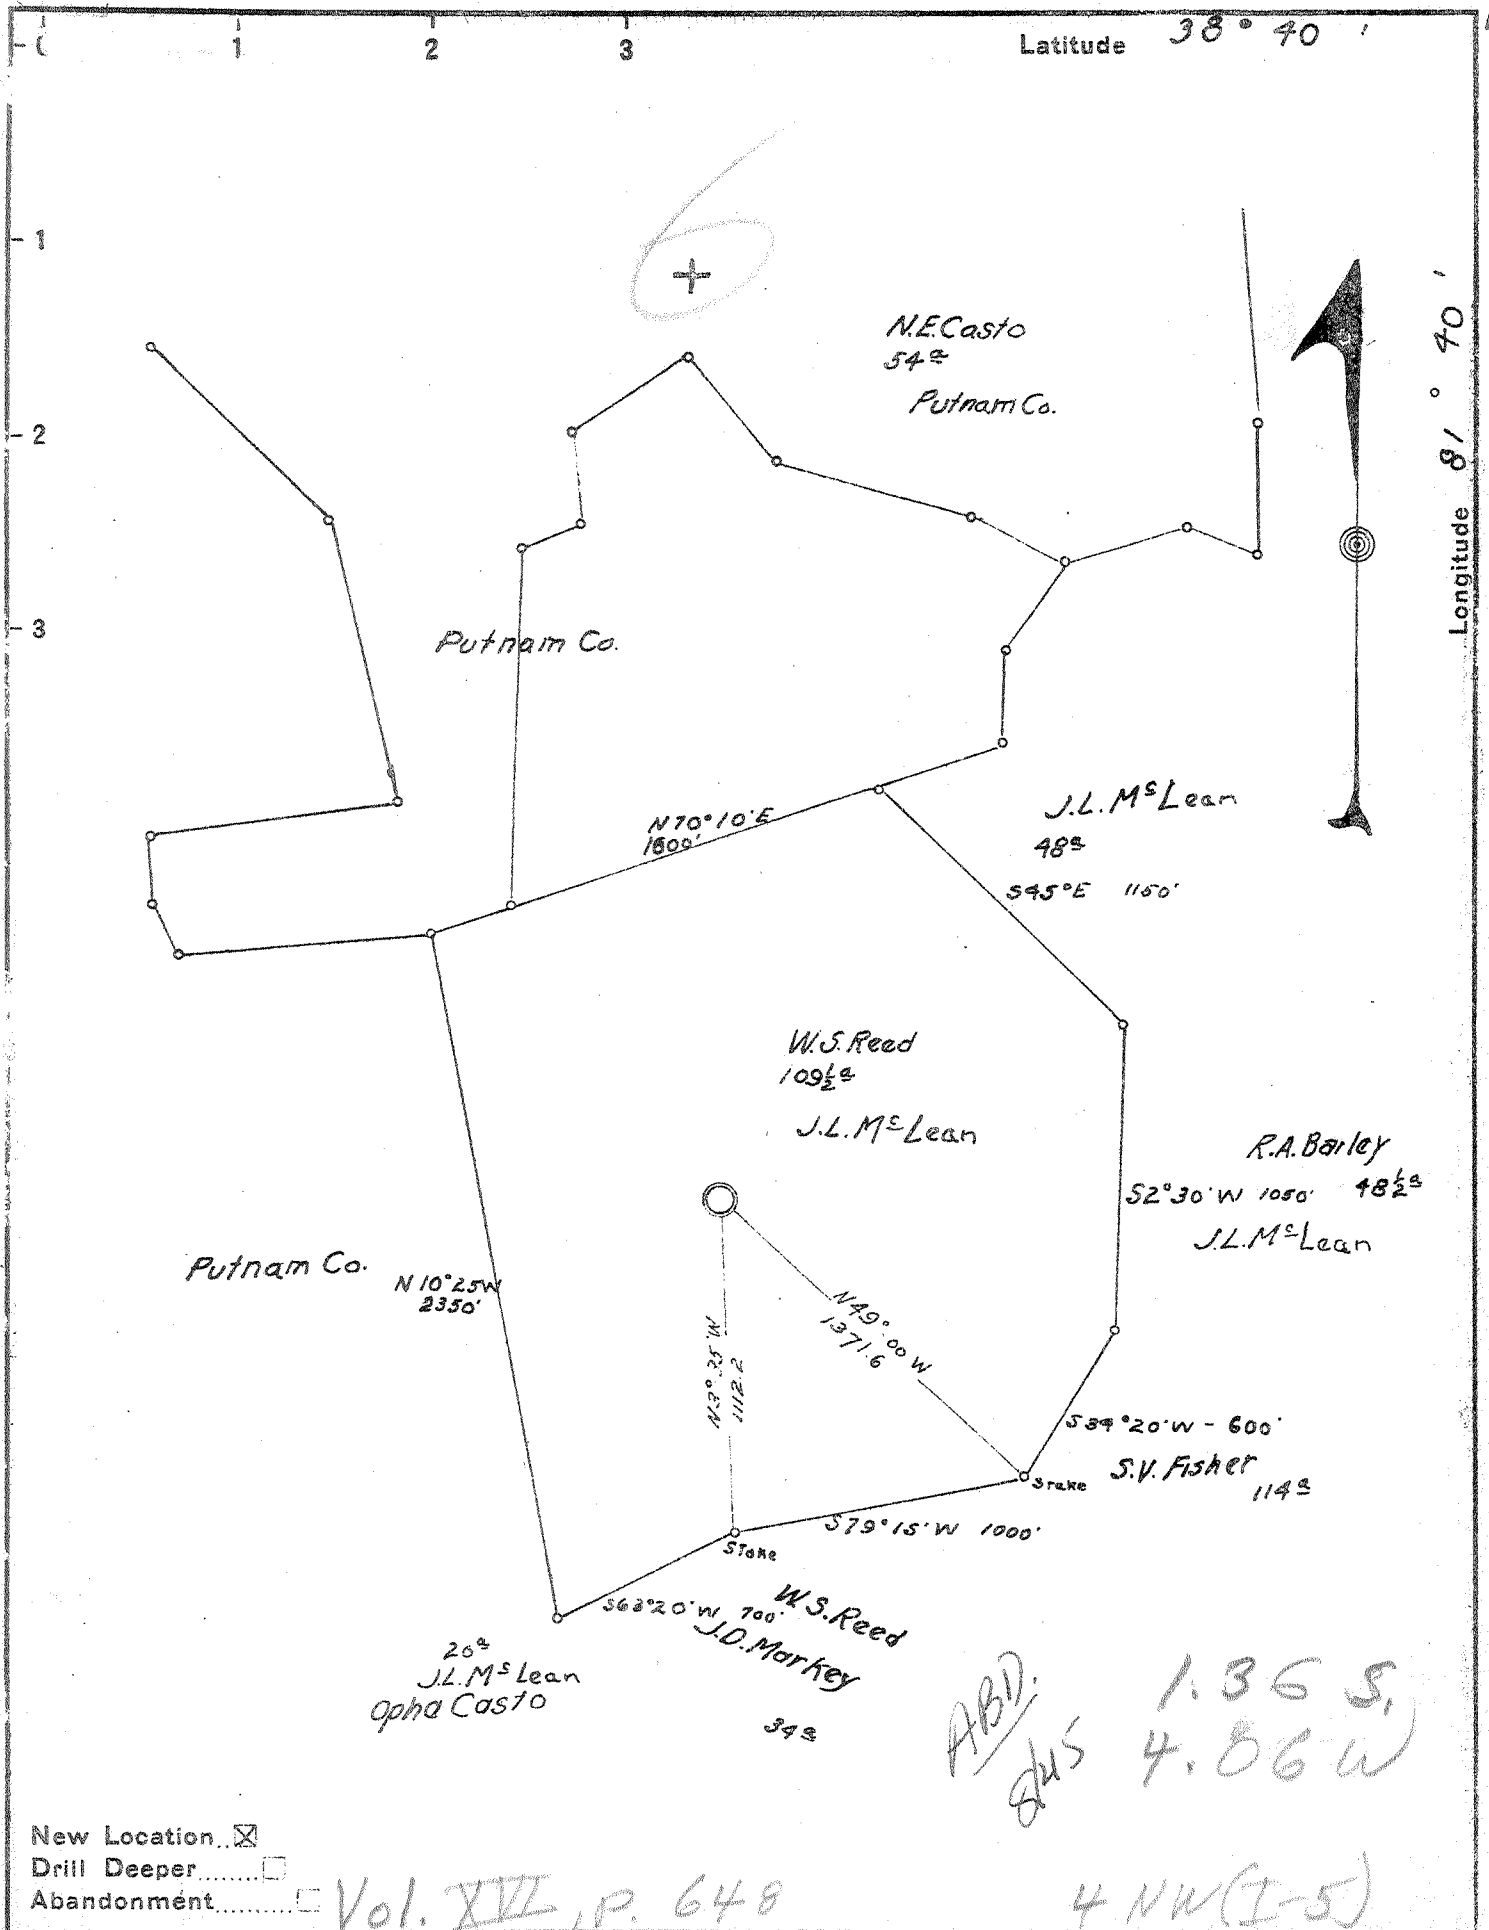 1 2 3 Latitude 38° 40'
1
2
3
Longitude 81° 40'
6
N.E. Casto
54ª
Putnam Co.
Putnam Co.
N70°10'E
1600'
J.L. McLean
48ª
S45°E 1150'
W.S. Reed
109½ª
J.L. McLean
R.A. Barley
48½ª
S2°30'W 1050'
J.L. McLean
Putnam Co.
N10°25W
2350'
N3°35'W
1112.2
N49°.00 W
1371.6
S34°20'W - 600'
S.V. Fisher
114ª
Stake
S79°15'W 1000'
Stake
S63°20'W 700'
W.S. Reed
J.D. Markey
34ª
20ª
J.L. McLean
Opha Casto
ABD.
1.36 S.
4.86 W
New Location..☒
Drill Deeper........☐
Abandonment..........☐
Vol. XVI, p. 648
4 NW (I-5)